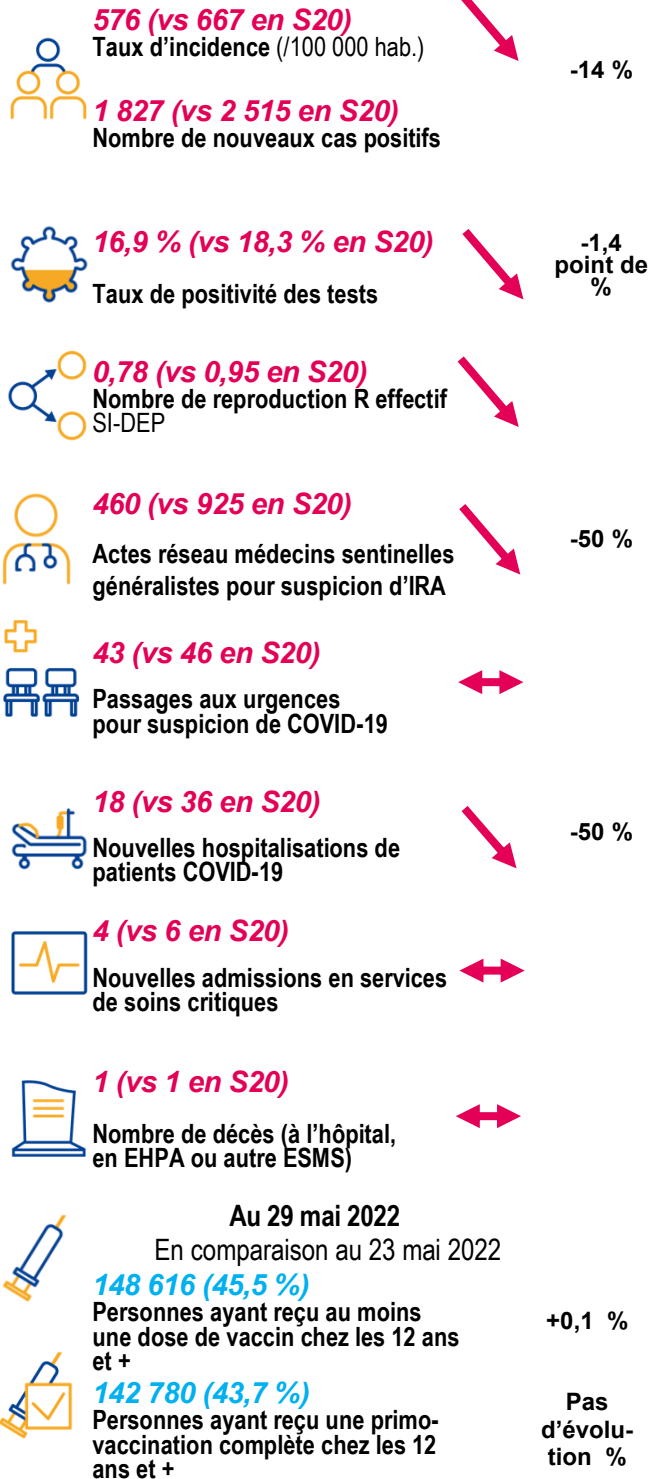 576 (vs 667 en S20)
Taux d’incidence (/100 000 hab.)
-14 %
1 827 (vs 2 515 en S20)
Nombre de nouveaux cas positifs
16,9 % (vs 18,3 % en S20)
Taux de positivité des tests
-1,4
point de
%
0,78 (vs 0,95 en S20)
Nombre de reproduction R effectif
SI-DEP
460 (vs 925 en S20)
Actes réseau médecins sentinelles
généralistes pour suspicion d’IRA
-50 %
43 (vs 46 en S20)
Passages aux urgences
pour suspicion de COVID-19
18 (vs 36 en S20)
Nouvelles hospitalisations de
patients COVID-19
-50 %
4 (vs 6 en S20)
Nouvelles admissions en services
de soins critiques
1 (vs 1 en S20)
Nombre de décès (à l’hôpital,
en EHPA ou autre ESMS)
Au 29 mai 2022
En comparaison au 23 mai 2022
148 616 (45,5 %)
Personnes ayant reçu au moins
une dose de vaccin chez les 12 ans
et +
+0,1 %
142 780 (43,7 %)
Personnes ayant reçu une primo-
vaccination complète chez les 12
ans et +
Pas
d’évolu-
tion %